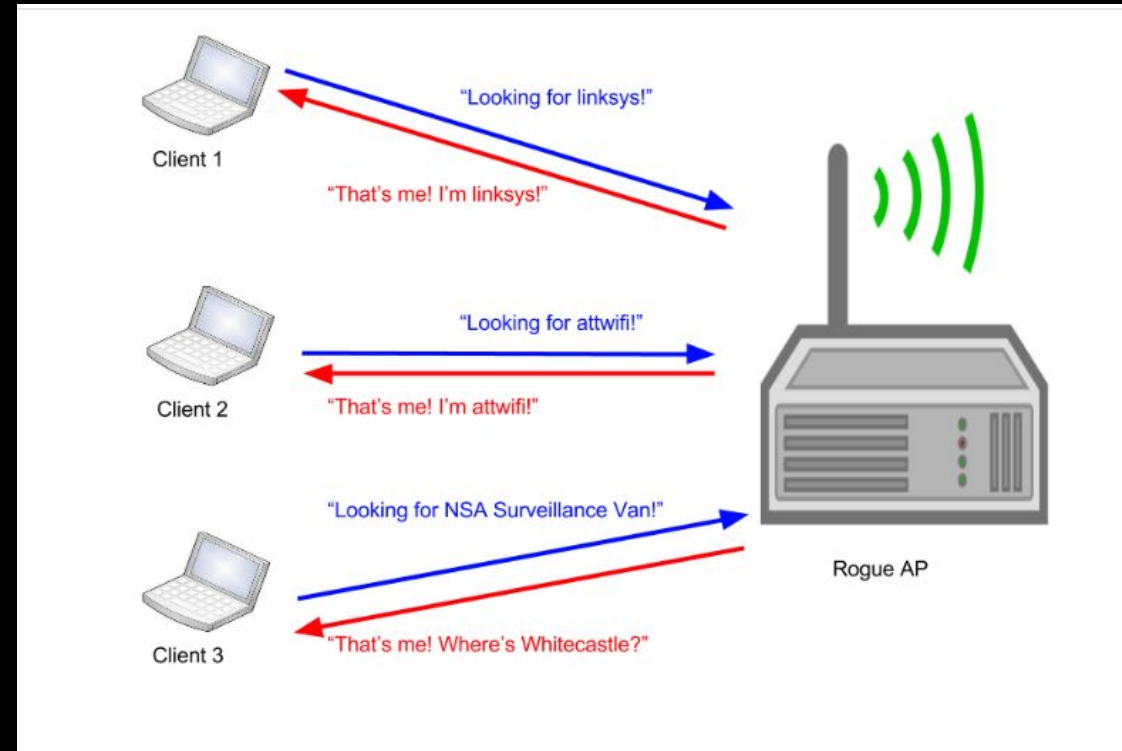 “Looking for linksys!”
Client 1
“That’s me! I’m linksys!”
“Looking for attwifi!”
Client 2
“That’s me! I’m attwifi!”
“Looking for NSA Surveillance Van!”
Rogue AP
Client 3
“That’s me! Where’s Whitecastle?”